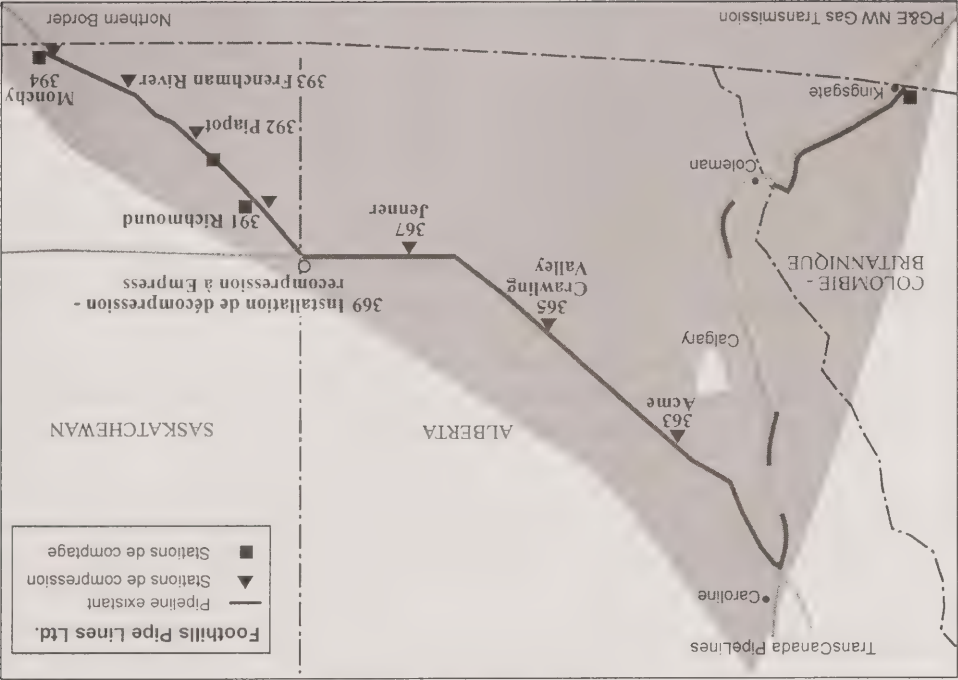 TransCanada PipeLines
Caroline
Foothills Pipe Lines Ltd.
Pipeline existant
Stations de compression
Stations de comptage
ALBERTA
SASKATCHEWAN
363
Acme
Calgary
365
Crawling
Valley
COLOMBIE -
BRITANNIQUE
369 Installation de décompression -
recompression à Empress
367
Jenner
391 Richmound
Coleman
392 Piapot
Kingsgate
393 Frenchman River
Monchy
394
PG&E NW Gas Transmission
Northern Border